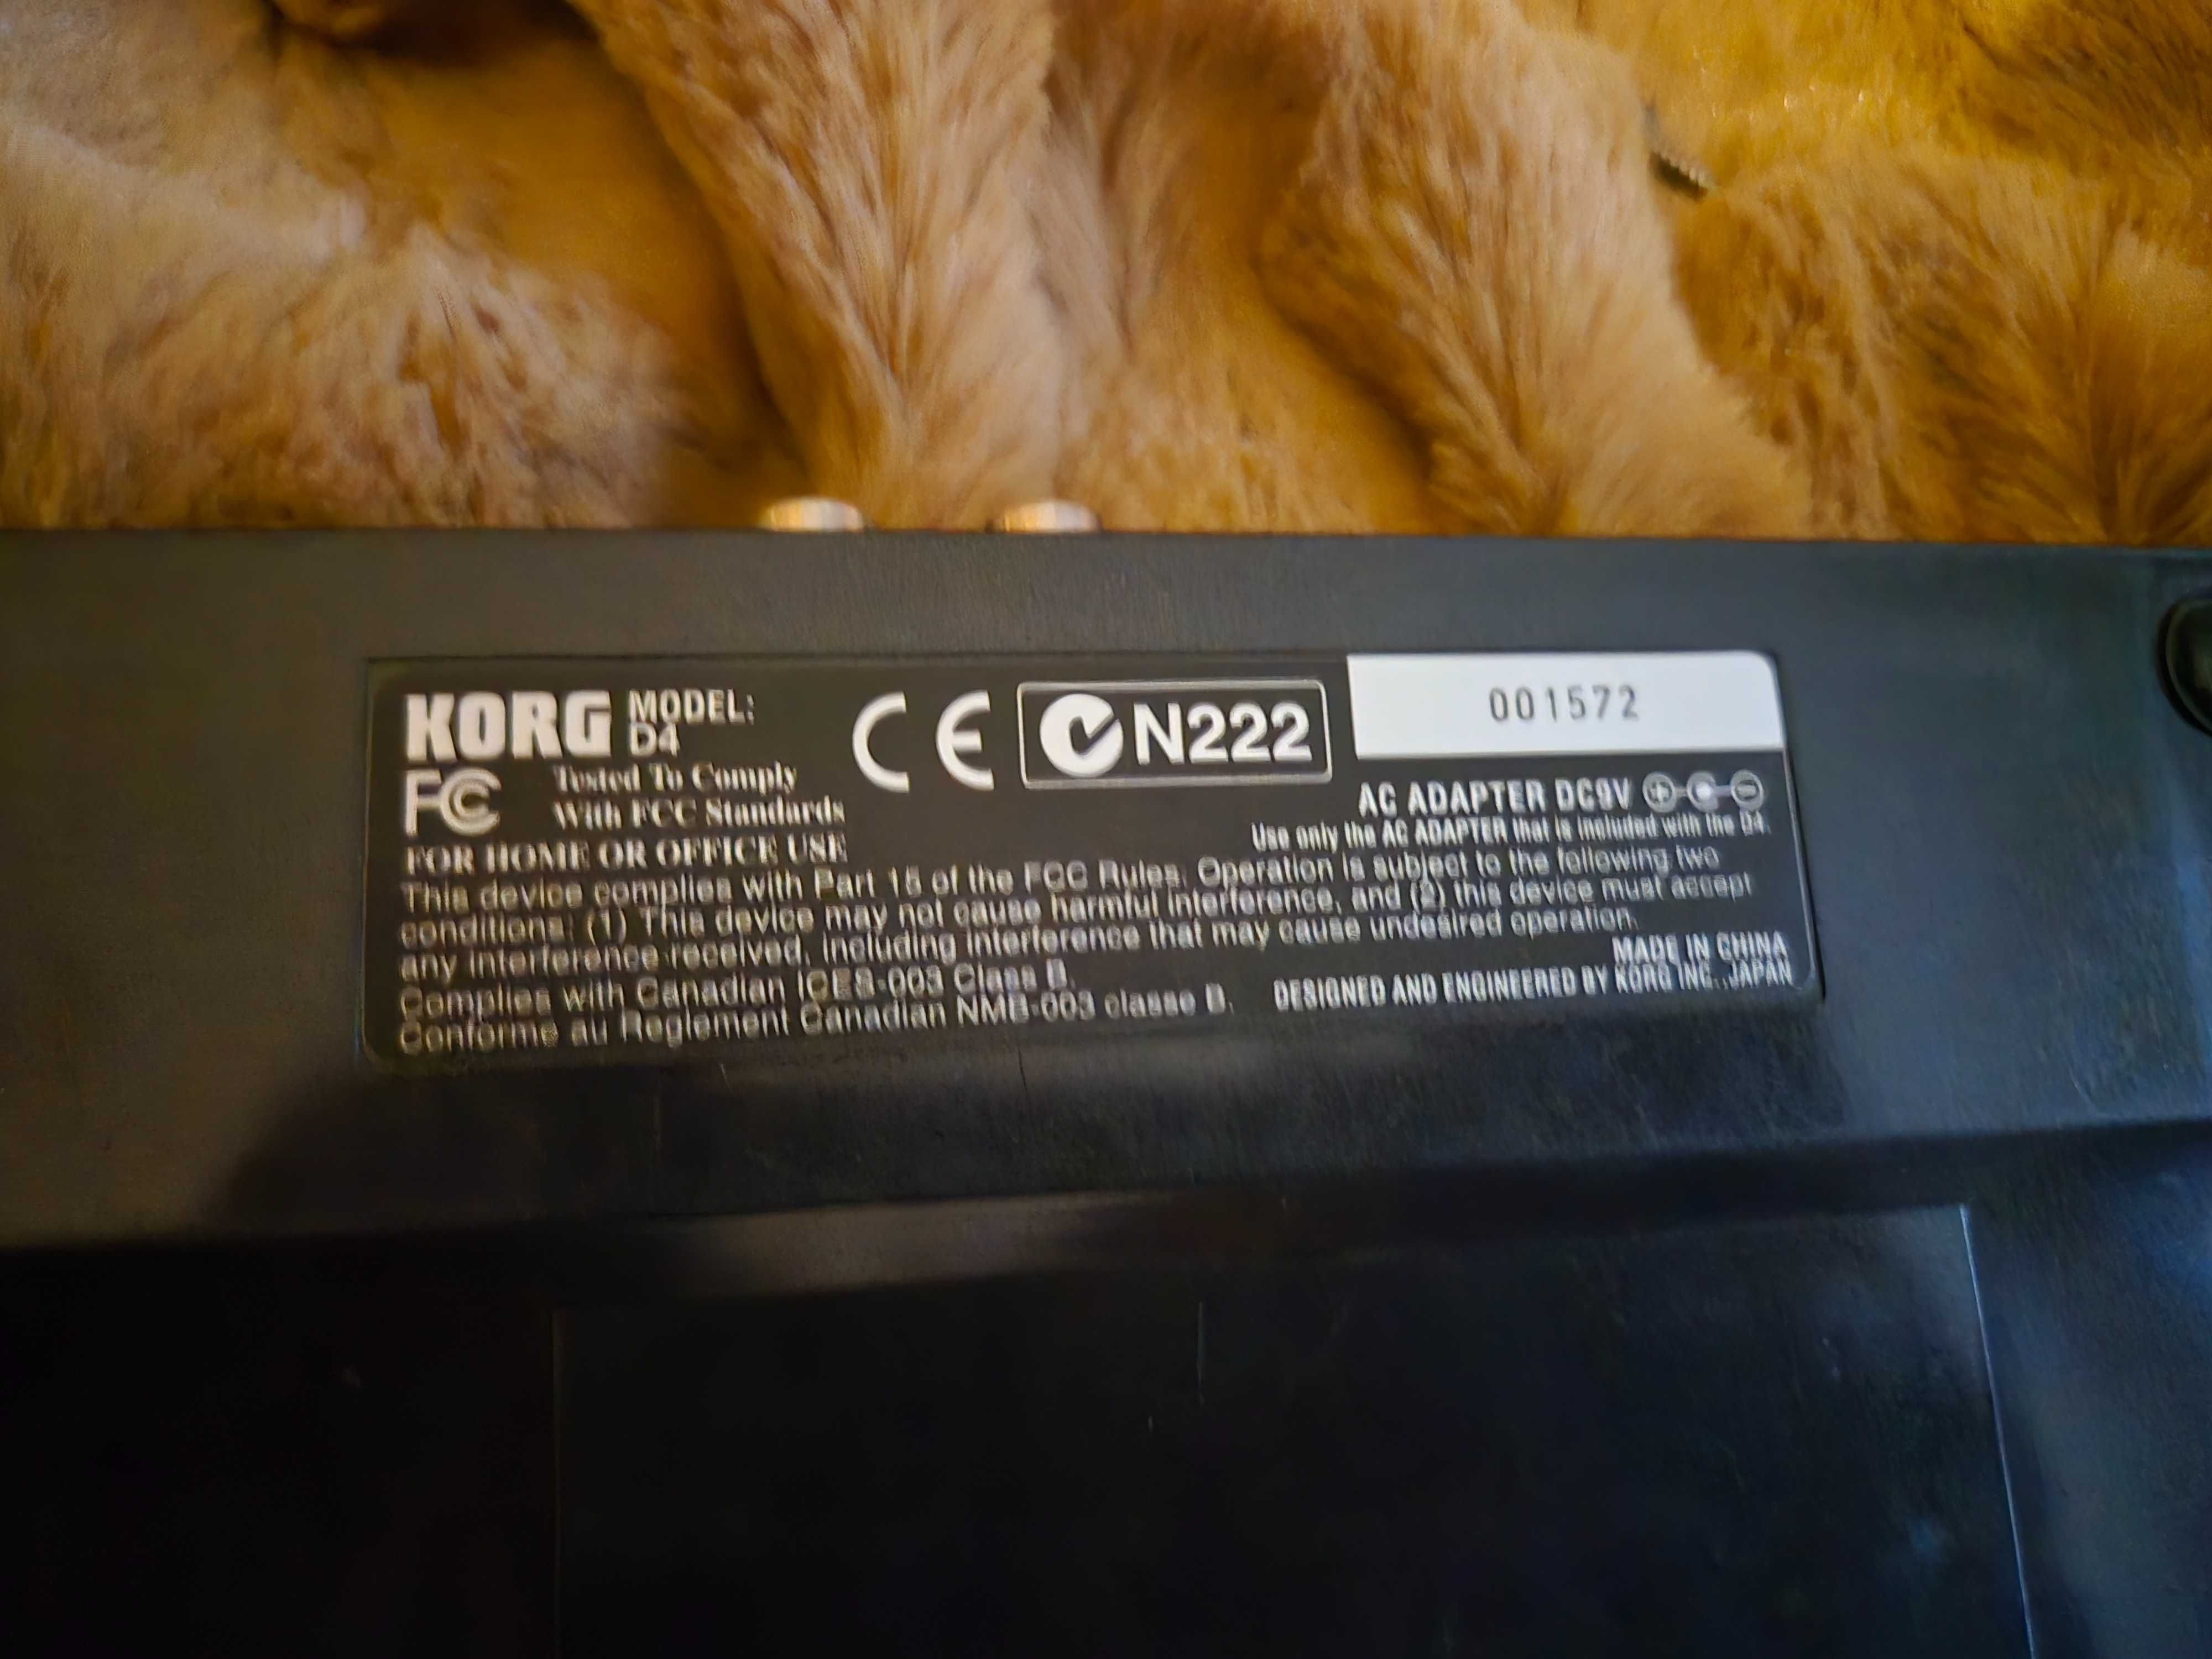 KORG MODEL:
D4
CE
N222
001572
FC Tested To Comply
With FCC Standards
FOR HOME OR OFFICE USE
AC ADAPTER DC9V
Use only the AC ADAPTER that is included with the D4.
This device complies with Part 15 of the FCC Rules. Operation is subject to the following two
conditions: (1) This device may not cause harmful interference, and (2) this device must accept
any interference received, including interference that may cause undesired operation.
Complies with Canadian ICES-003 Class B.
Conforme au Reglement Canadian NMB-003 classe B.
MADE IN CHINA
DESIGNED AND ENGINEERED BY KORG INC., JAPAN